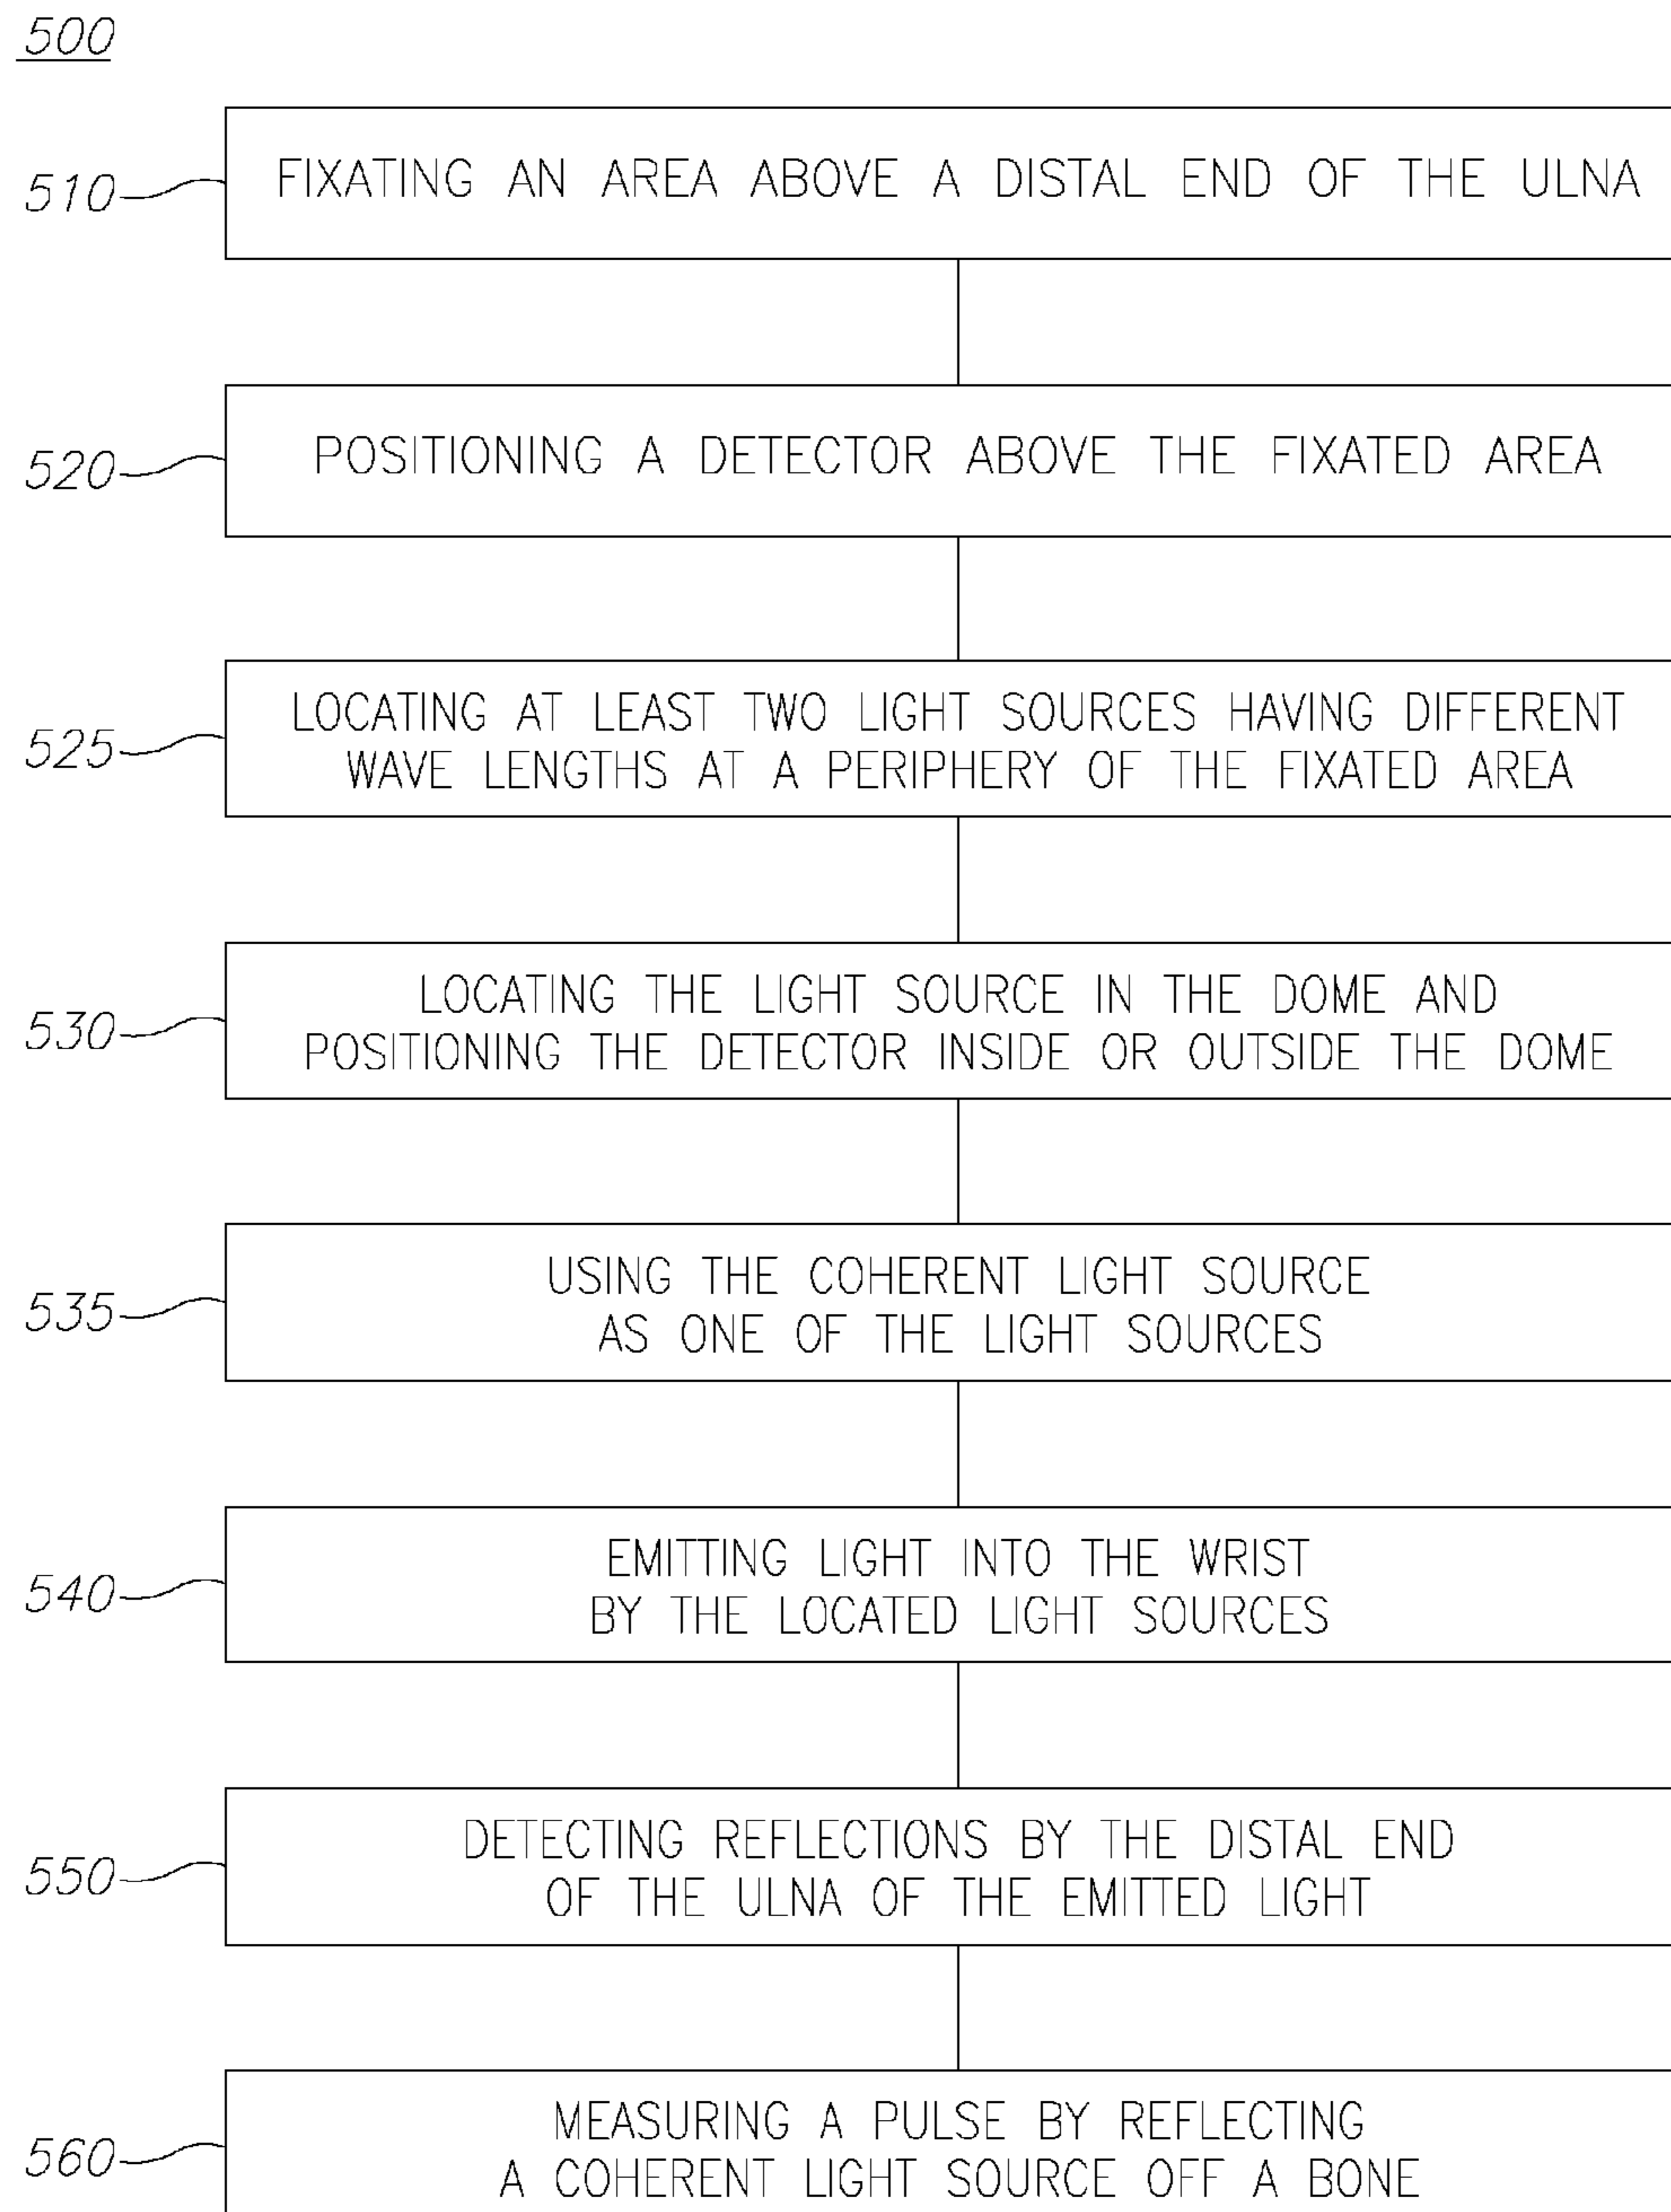 500
510
FIXATING AN AREA ABOVE A DISTAL END OF THE ULNA
520
POSITIONING A DETECTOR ABOVE THE FIXATED AREA
525
LOCATING AT LEAST TWO LIGHT SOURCES HAVING DIFFERENT
WAVE LENGTHS AT A PERIPHERY OF THE FIXATED AREA
530
LOCATING THE LIGHT SOURCE IN THE DOME AND
POSITIONING THE DETECTOR INSIDE OR OUTSIDE THE DOME
535
USING THE COHERENT LIGHT SOURCE
AS ONE OF THE LIGHT SOURCES
540
EMITTING LIGHT INTO THE WRIST
BY THE LOCATED LIGHT SOURCES
550
DETECTING REFLECTIONS BY THE DISTAL END
OF THE ULNA OF THE EMITTED LIGHT
560
MEASURING A PULSE BY REFLECTING
A COHERENT LIGHT SOURCE OFF A BONE